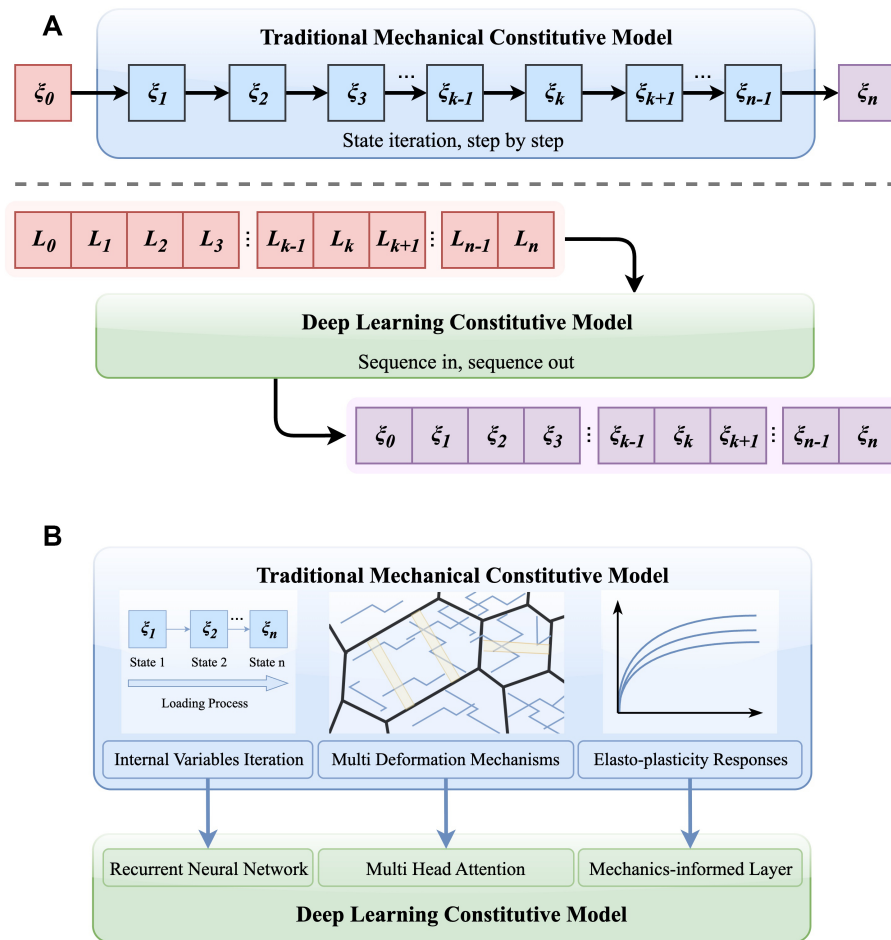 A
Traditional Mechanical Constitutive Model
ξ0 ξ1 ξ2 ξ3 ... ξk-1 ξk ξk+1 ... ξn-1 ξn
State iteration, step by step
L0 L1 L2 L3 ⋮ Lk-1 Lk Lk+1 ⋮ Ln-1 Ln
Deep Learning Constitutive Model
Sequence in, sequence out
ξ0 ξ1 ξ2 ξ3 ⋮ ξk-1 ξk ξk+1 ⋮ ξn-1 ξn
B
Traditional Mechanical Constitutive Model
ξ1 ξ2 ... ξn
State 1 State 2 State n
Loading Process
Internal Variables Iteration Multi Deformation Mechanisms Elasto-plasticity Responses
Recurrent Neural Network Multi Head Attention Mechanics-informed Layer
Deep Learning Constitutive Model